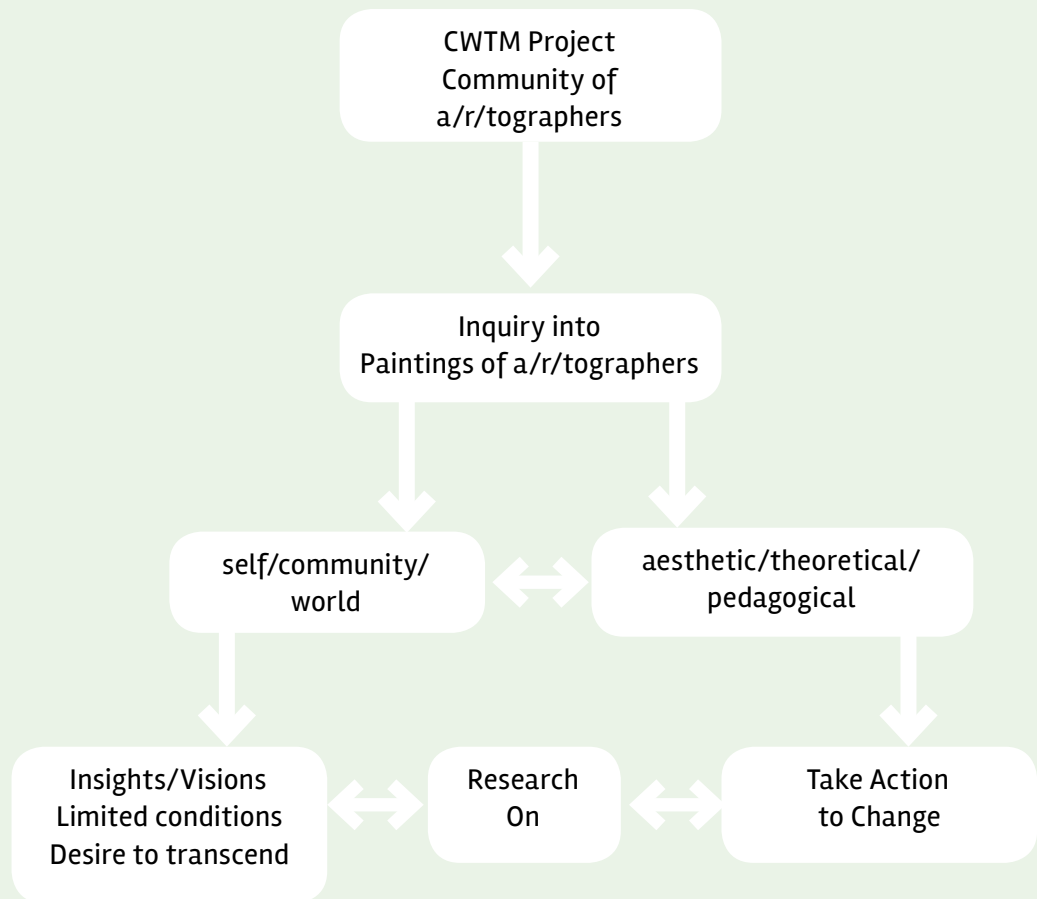 CWTM Project
Community of
a/r/tographers
Inquiry into
Paintings of a/r/tographers
self/community/
world
aesthetic/theoretical/
pedagogical
Insights/Visions
Limited conditions
Desire to transcend
Research
On
Take Action
to Change